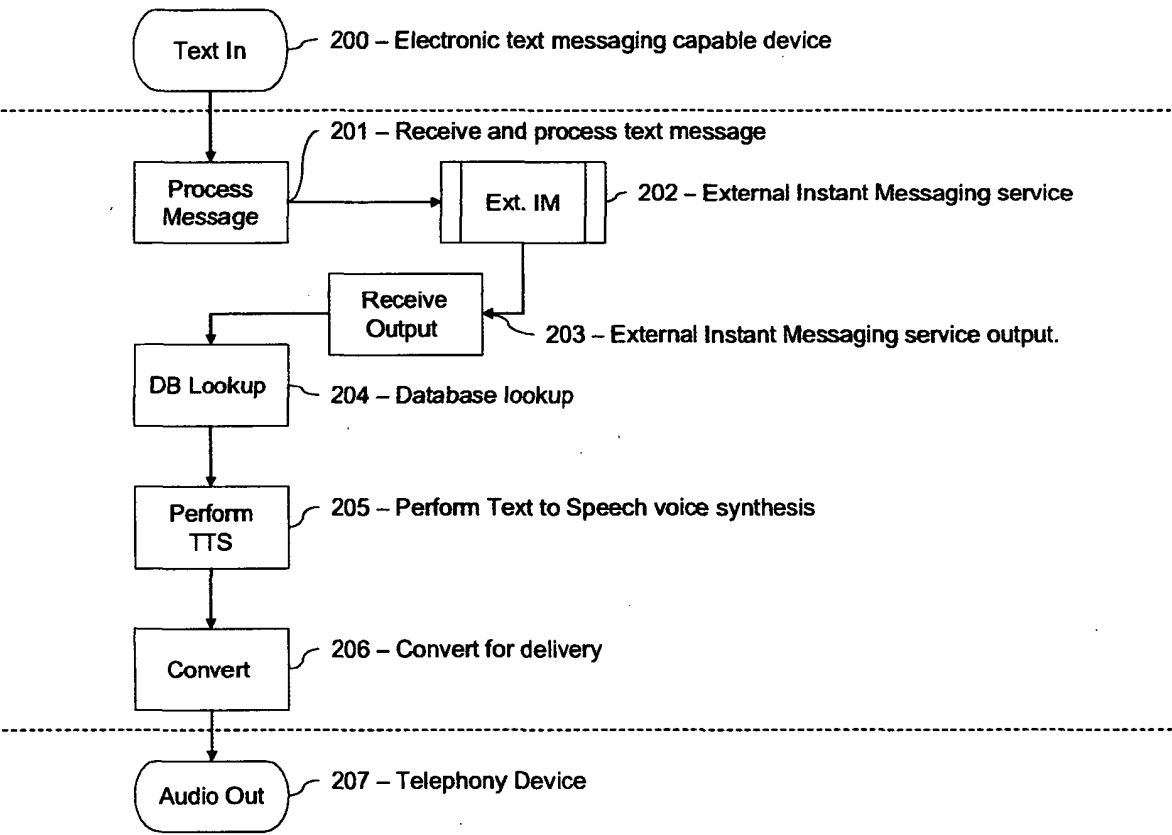 Text In
200 – Electronic text messaging capable device
201 – Receive and process text message
Process
Message
Ext. IM
202 – External Instant Messaging service
Receive
Output
203 – External Instant Messaging service output.
DB Lookup
204 – Database lookup
Perform
TTS
205 – Perform Text to Speech voice synthesis
Convert
206 – Convert for delivery
Audio Out
207 – Telephony Device